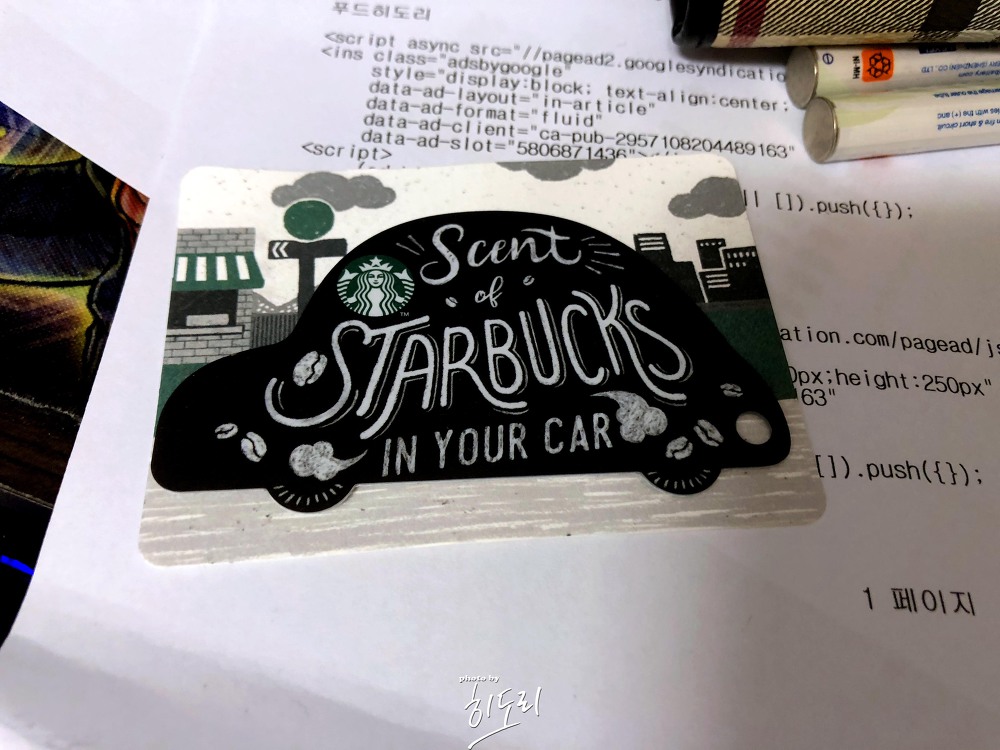 푸드히도리
<script async src="//pagead2.googlesyndicatio
<ins class="adsbygoogle"
style="display:block; text-align:center;
data-ad-layout="in-article"
data-ad-format="fluid"
data-ad-client="ca-pub-2957108204489163"
data-ad-slot="5806871436"></i
<script>
|| []).push({});
ation.com/pagead/js
0px;height:250px"
63"
[]).push({});
1 페이지
Scent
of
STARBUCKS
IN YOUR CAR
TM
NI-MH
photo by
히도리